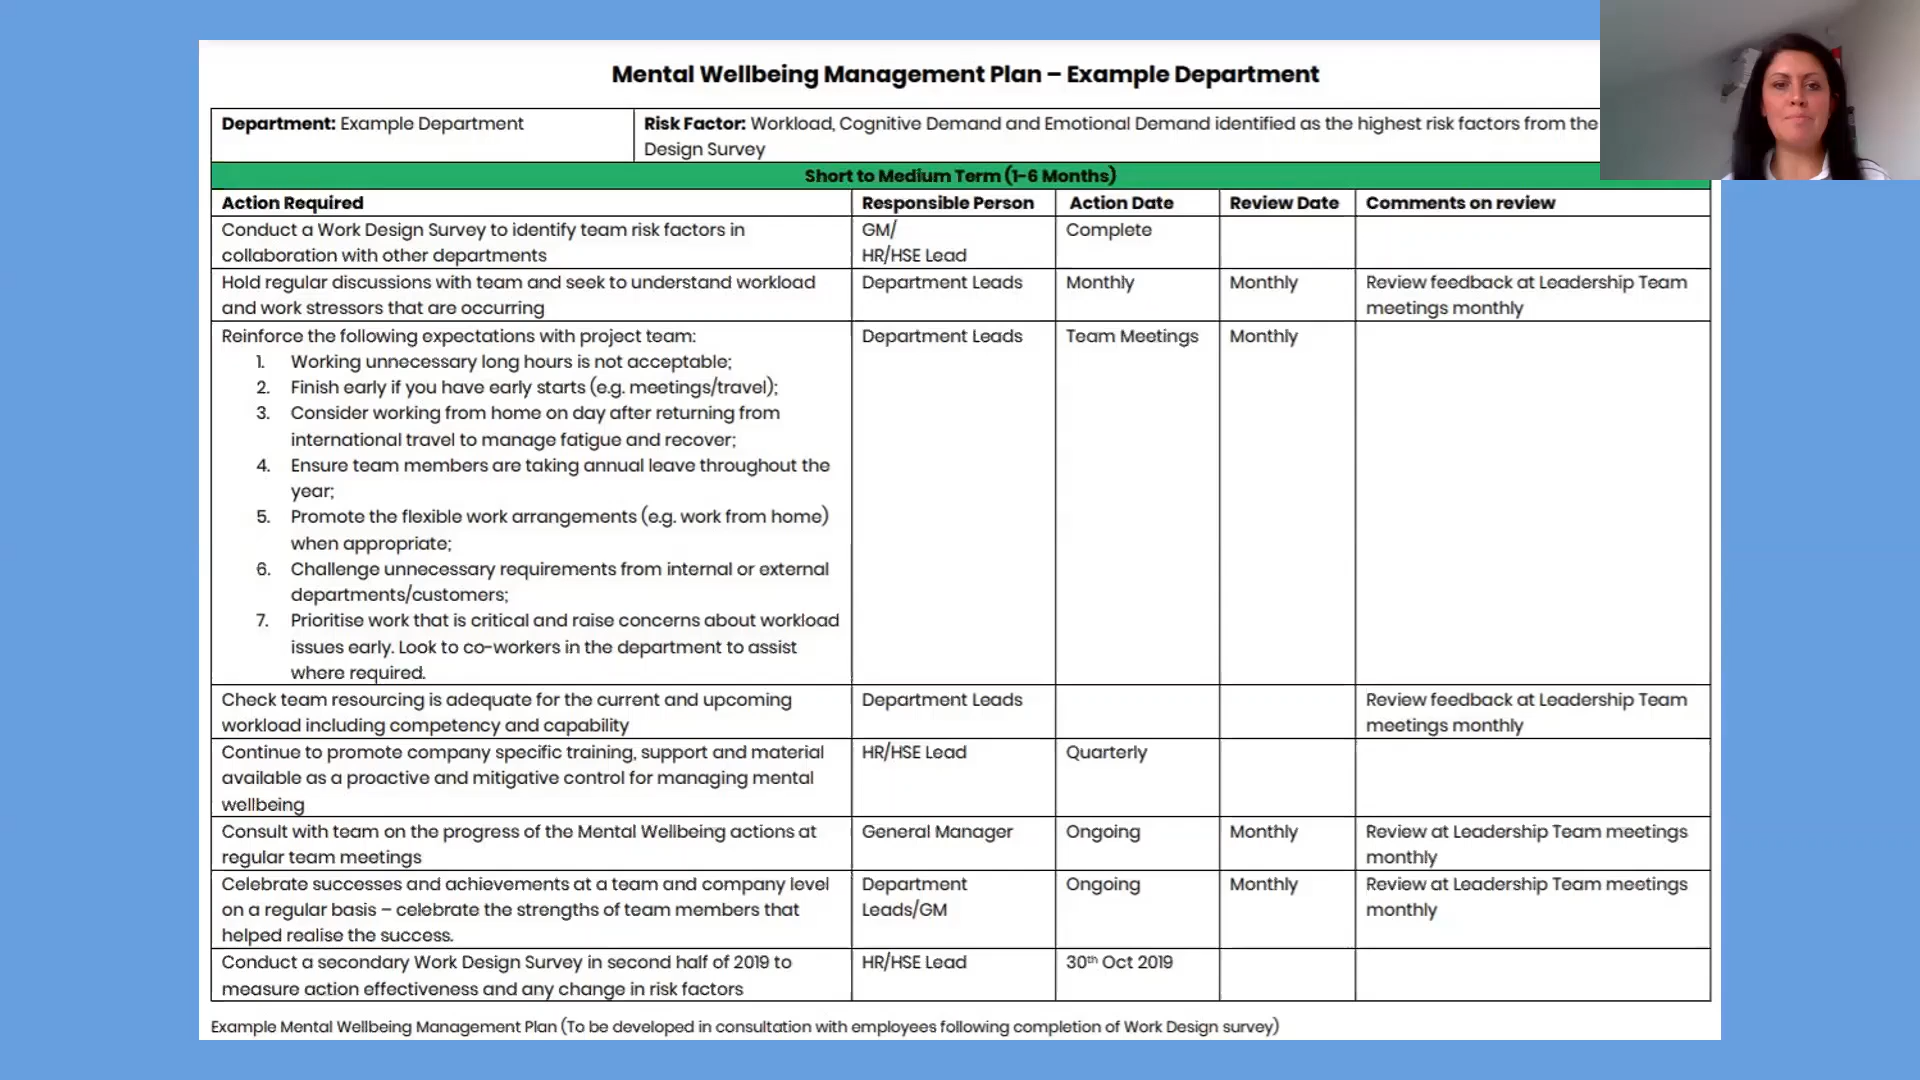 Mental Wellbeing Management Plan – Example Department
Department: Example Department
Risk Factor: Workload, Cognitive Demand and Emotional Demand identified as the highest risk factors from the
Design Survey
Short to Medium Term (1-6 Months)
Action Required
Responsible Person
Action Date
Review Date
Comments on review
Conduct a Work Design Survey to identify team risk factors in
collaboration with other departments
GM/
HR/HSE Lead
Complete
Hold regular discussions with team and seek to understand workload
and work stressors that are occurring
Department Leads
Monthly
Monthly
Review feedback at Leadership Team
meetings monthly
Reinforce the following expectations with project team:
1. Working unnecessary long hours is not acceptable;
2. Finish early if you have early starts (e.g. meetings/travel);
3. Consider working from home on day after returning from
international travel to manage fatigue and recover;
4. Ensure team members are taking annual leave throughout the
year;
5. Promote the flexible work arrangements (e.g. work from home)
when appropriate;
6. Challenge unnecessary requirements from internal or external
departments/customers;
7. Prioritise work that is critical and raise concerns about workload
issues early. Look to co-workers in the department to assist
where required.
Department Leads
Team Meetings
Monthly
Check team resourcing is adequate for the current and upcoming
workload including competency and capability
Department Leads
Review feedback at Leadership Team
meetings monthly
Continue to promote company specific training, support and material
available as a proactive and mitigative control for managing mental
wellbeing
HR/HSE Lead
Quarterly
Consult with team on the progress of the Mental Wellbeing actions at
regular team meetings
General Manager
Ongoing
Monthly
Review at Leadership Team meetings
monthly
Celebrate successes and achievements at a team and company level
on a regular basis – celebrate the strengths of team members that
helped realise the success.
Department
Leads/GM
Ongoing
Monthly
Review at Leadership Team meetings
monthly
Conduct a secondary Work Design Survey in second half of 2019 to
measure action effectiveness and any change in risk factors
HR/HSE Lead
30th Oct 2019
Example Mental Wellbeing Management Plan (To be developed in consultation with employees following completion of Work Design survey)